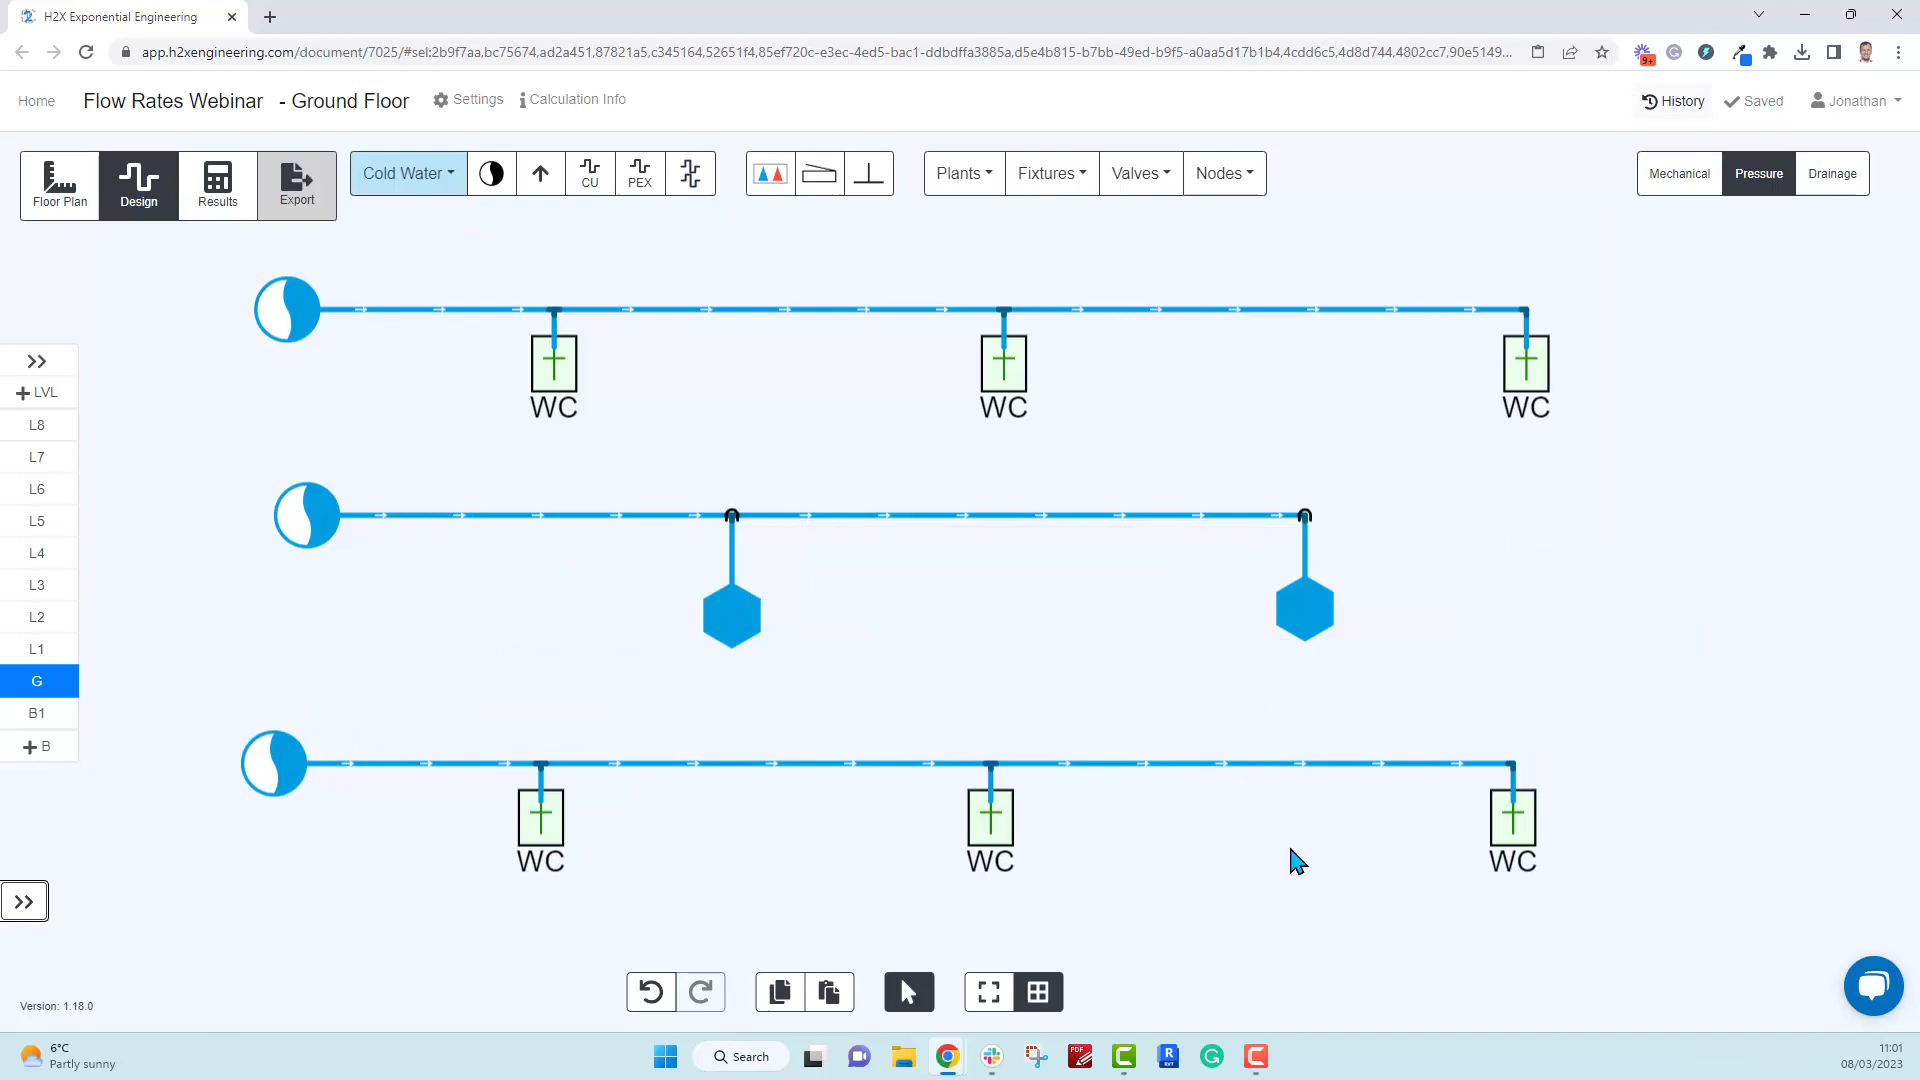 H2X Exponential Engineering
app.h2xengineering.com/document/7025/#sel:2b9f7aa,bc75674,ad2a451,87821a5,c345164,52651f4,85ef720c-e3ec-4ed5-bac1-ddbdffa3885a,d5e4b815-b7bb-49ed-b9f5-a0aa5d17b1b4,4cdd6c5,4d8d744,4802cc7,90e5149...
9+
Home
Flow Rates Webinar - Ground Floor
Settings
Calculation Info
History
Saved
Jonathan
Floor Plan
Design
Results
Export
Cold Water
CU
PEX
Plants
Fixtures
Valves
Nodes
Mechanical
Pressure
Drainage
LVL
L8
L7
L6
L5
L4
L3
L2
L1
G
B1
B
WC
WC
WC
WC
WC
WC
Version: 1.18.0
6°C
Partly sunny
Search
PDF
R
RVT
11:01
08/03/2023